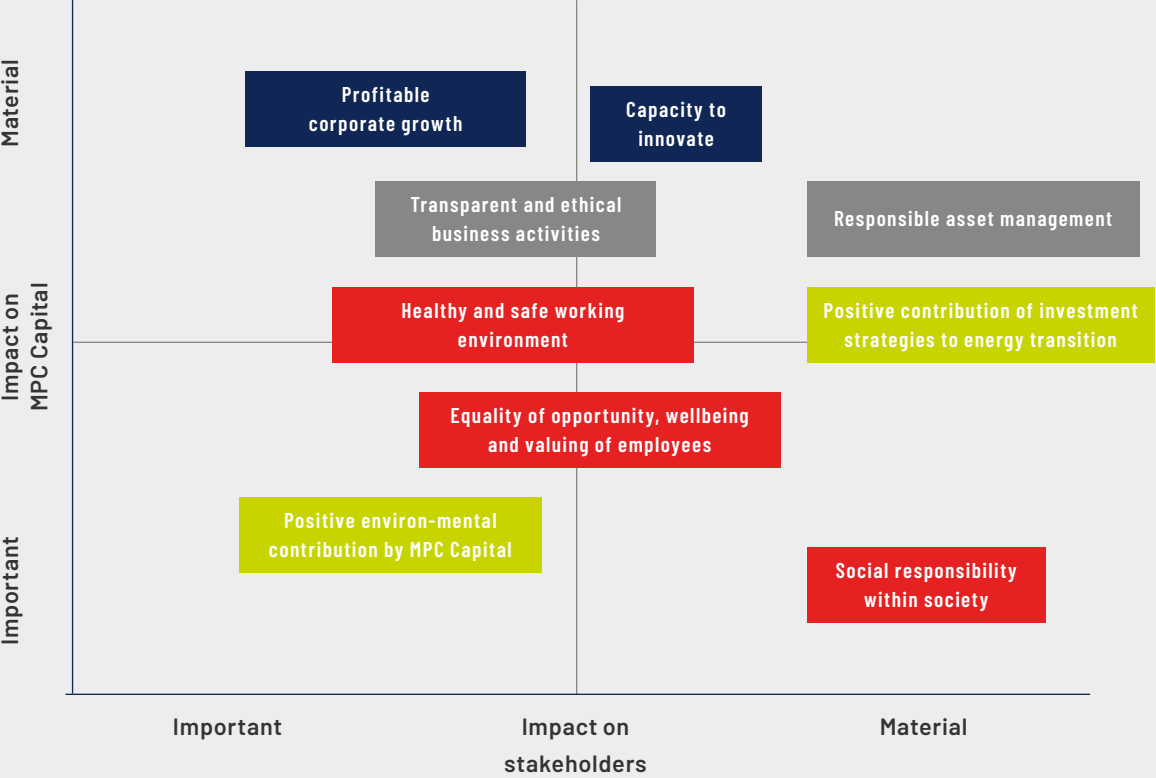 Material
Profitable
corporate growth
Capacity to
innovate
Transparent and ethical
business activities
Responsible asset management
Impact on
MPC Capital
Healthy and safe working
environment
Positive contribution of investment
strategies to energy transition
Equality of opportunity, wellbeing
and valuing of employees
Important
Positive environ-mental
contribution by MPC Capital
Social responsibility
within society
Important
Impact on
stakeholders
Material